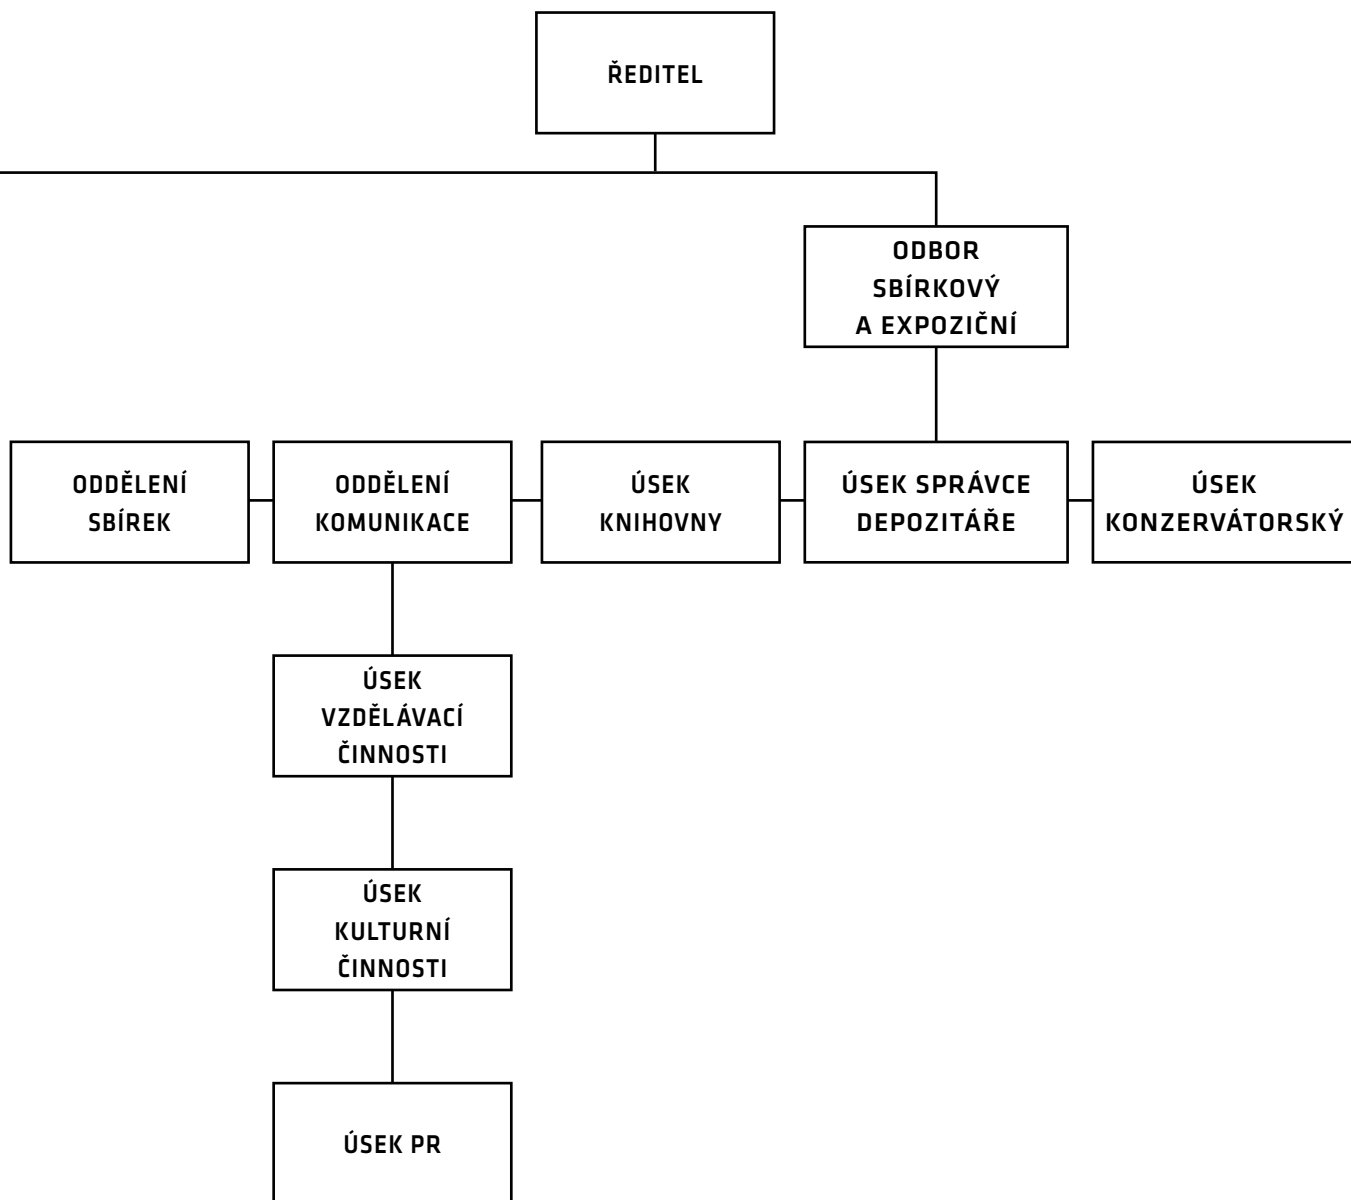 ŘEDITEL
ODBOR
SBÍRKOVÝ
A EXPOZIČNÍ
ODDĚLENÍ
SBÍREK
ODDĚLENÍ
KOMUNIKACE
ÚSEK
KNIHOVNY
ÚSEK SPRÁVCE
DEPOZITÁŘE
ÚSEK
KONZERVÁTORSKÝ
ÚSEK
VZDĚLÁVACÍ
ČINNOSTI
ÚSEK
KULTURNÍ
ČINNOSTI
ÚSEK PR